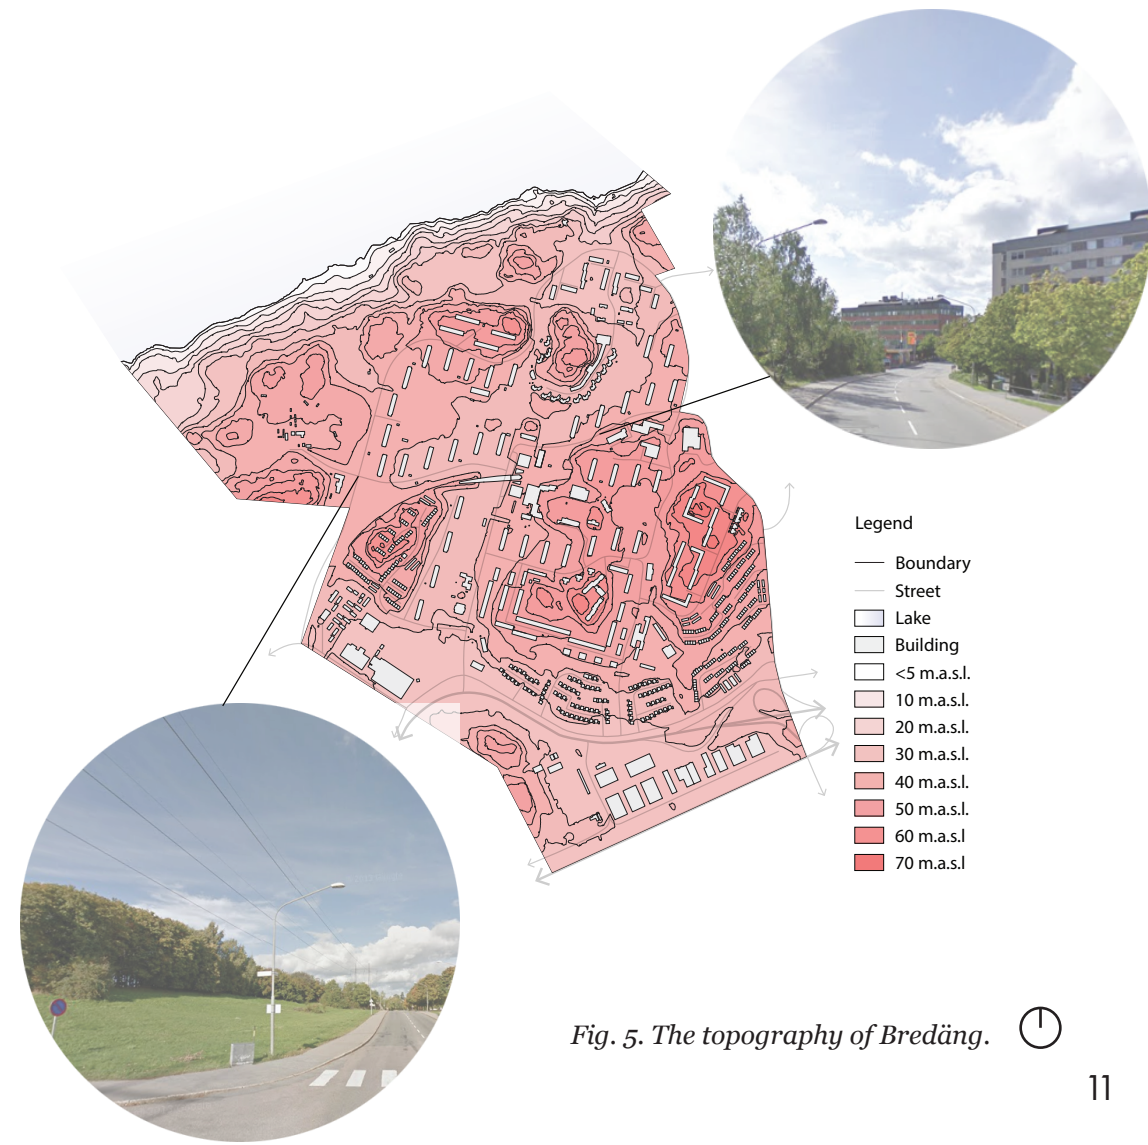 Legend
Boundary
Street
Lake
Building
<5 m.a.s.l.
10 m.a.s.l.
20 m.a.s.l.
30 m.a.s.l.
40 m.a.s.l.
50 m.a.s.l.
60 m.a.s.l
70 m.a.s.l
Fig. 5. The topography of Bredäng.
11